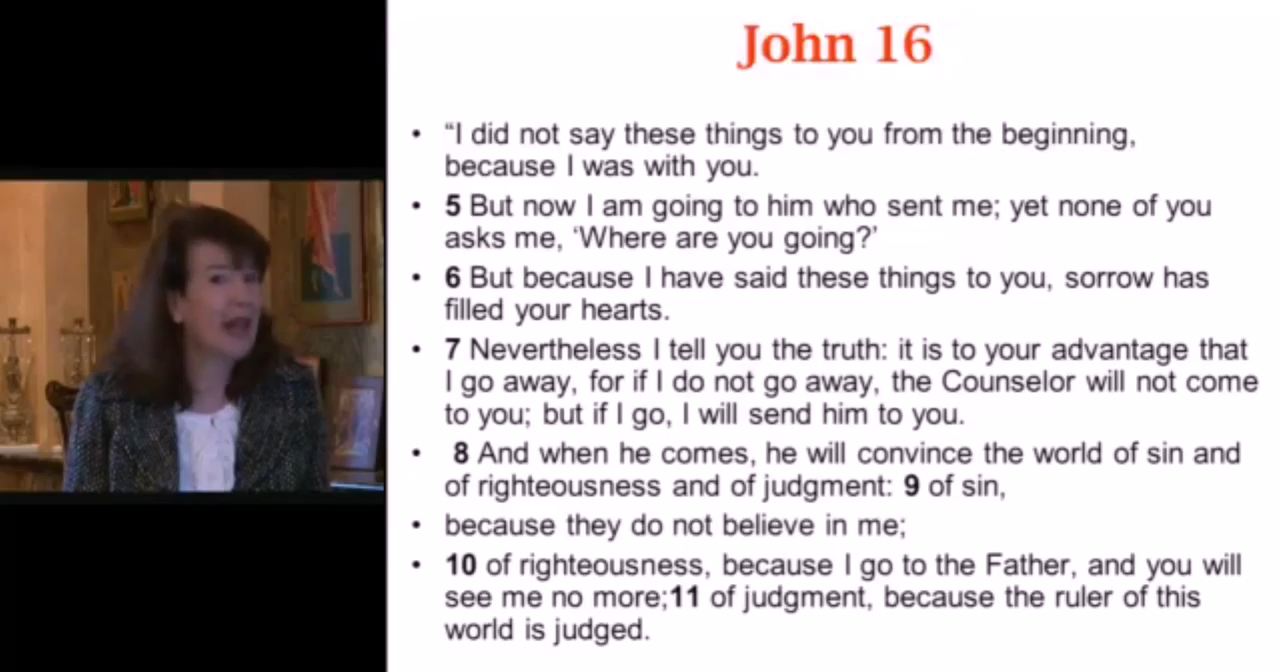 John 16
• “I did not say these things to you from the beginning,
because I was with you.
• 5 But now I am going to him who sent me; yet none of you
asks me, ‘Where are you going?’
• 6 But because I have said these things to you, sorrow has
filled your hearts.
• 7 Nevertheless I tell you the truth: it is to your advantage that
I go away, for if I do not go away, the Counselor will not come
to you; but if I go, I will send him to you.
• 8 And when he comes, he will convince the world of sin and
of righteousness and of judgment: 9 of sin,
• because they do not believe in me;
• 10 of righteousness, because I go to the Father, and you will
see me no more;11 of judgment, because the ruler of this
world is judged.